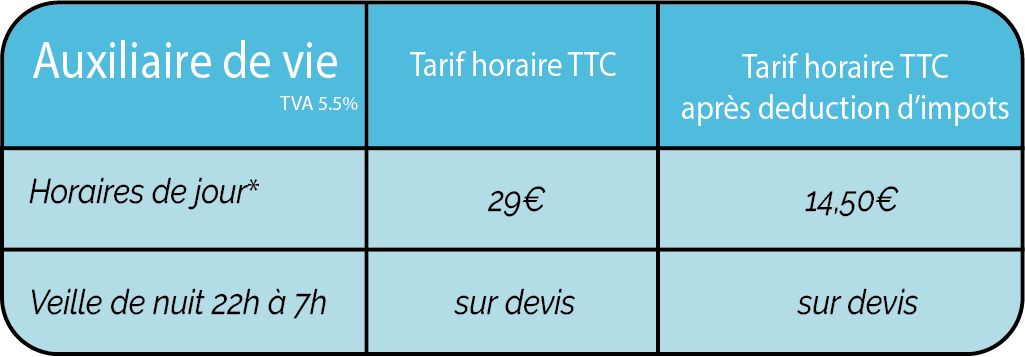 Auxiliaire de vie
TVA 5.5%
Tarif horaire TTC
Tarif horaire TTC
après deduction d'impots
Horaires de jour*
29€
14,50€
Veille de nuit 22h à 7h
sur devis
sur devis